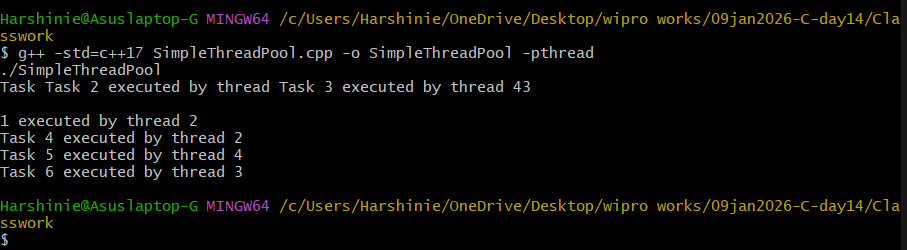 Harshinie@Asuslaptop-G MINGW64 /c/Users/Harshinie/OneDrive/Desktop/wipro works/09jan2026-C-day14/Cla
sswork
$ g++ -std=c++17 SimpleThreadPool.cpp -o SimpleThreadPool -pthread
./SimpleThreadPool
Task Task 2 executed by thread Task 3 executed by thread 43

1 executed by thread 2
Task 4 executed by thread 2
Task 5 executed by thread 4
Task 6 executed by thread 3

Harshinie@Asuslaptop-G MINGW64 /c/Users/Harshinie/OneDrive/Desktop/wipro works/09jan2026-C-day14/Cla
sswork
$